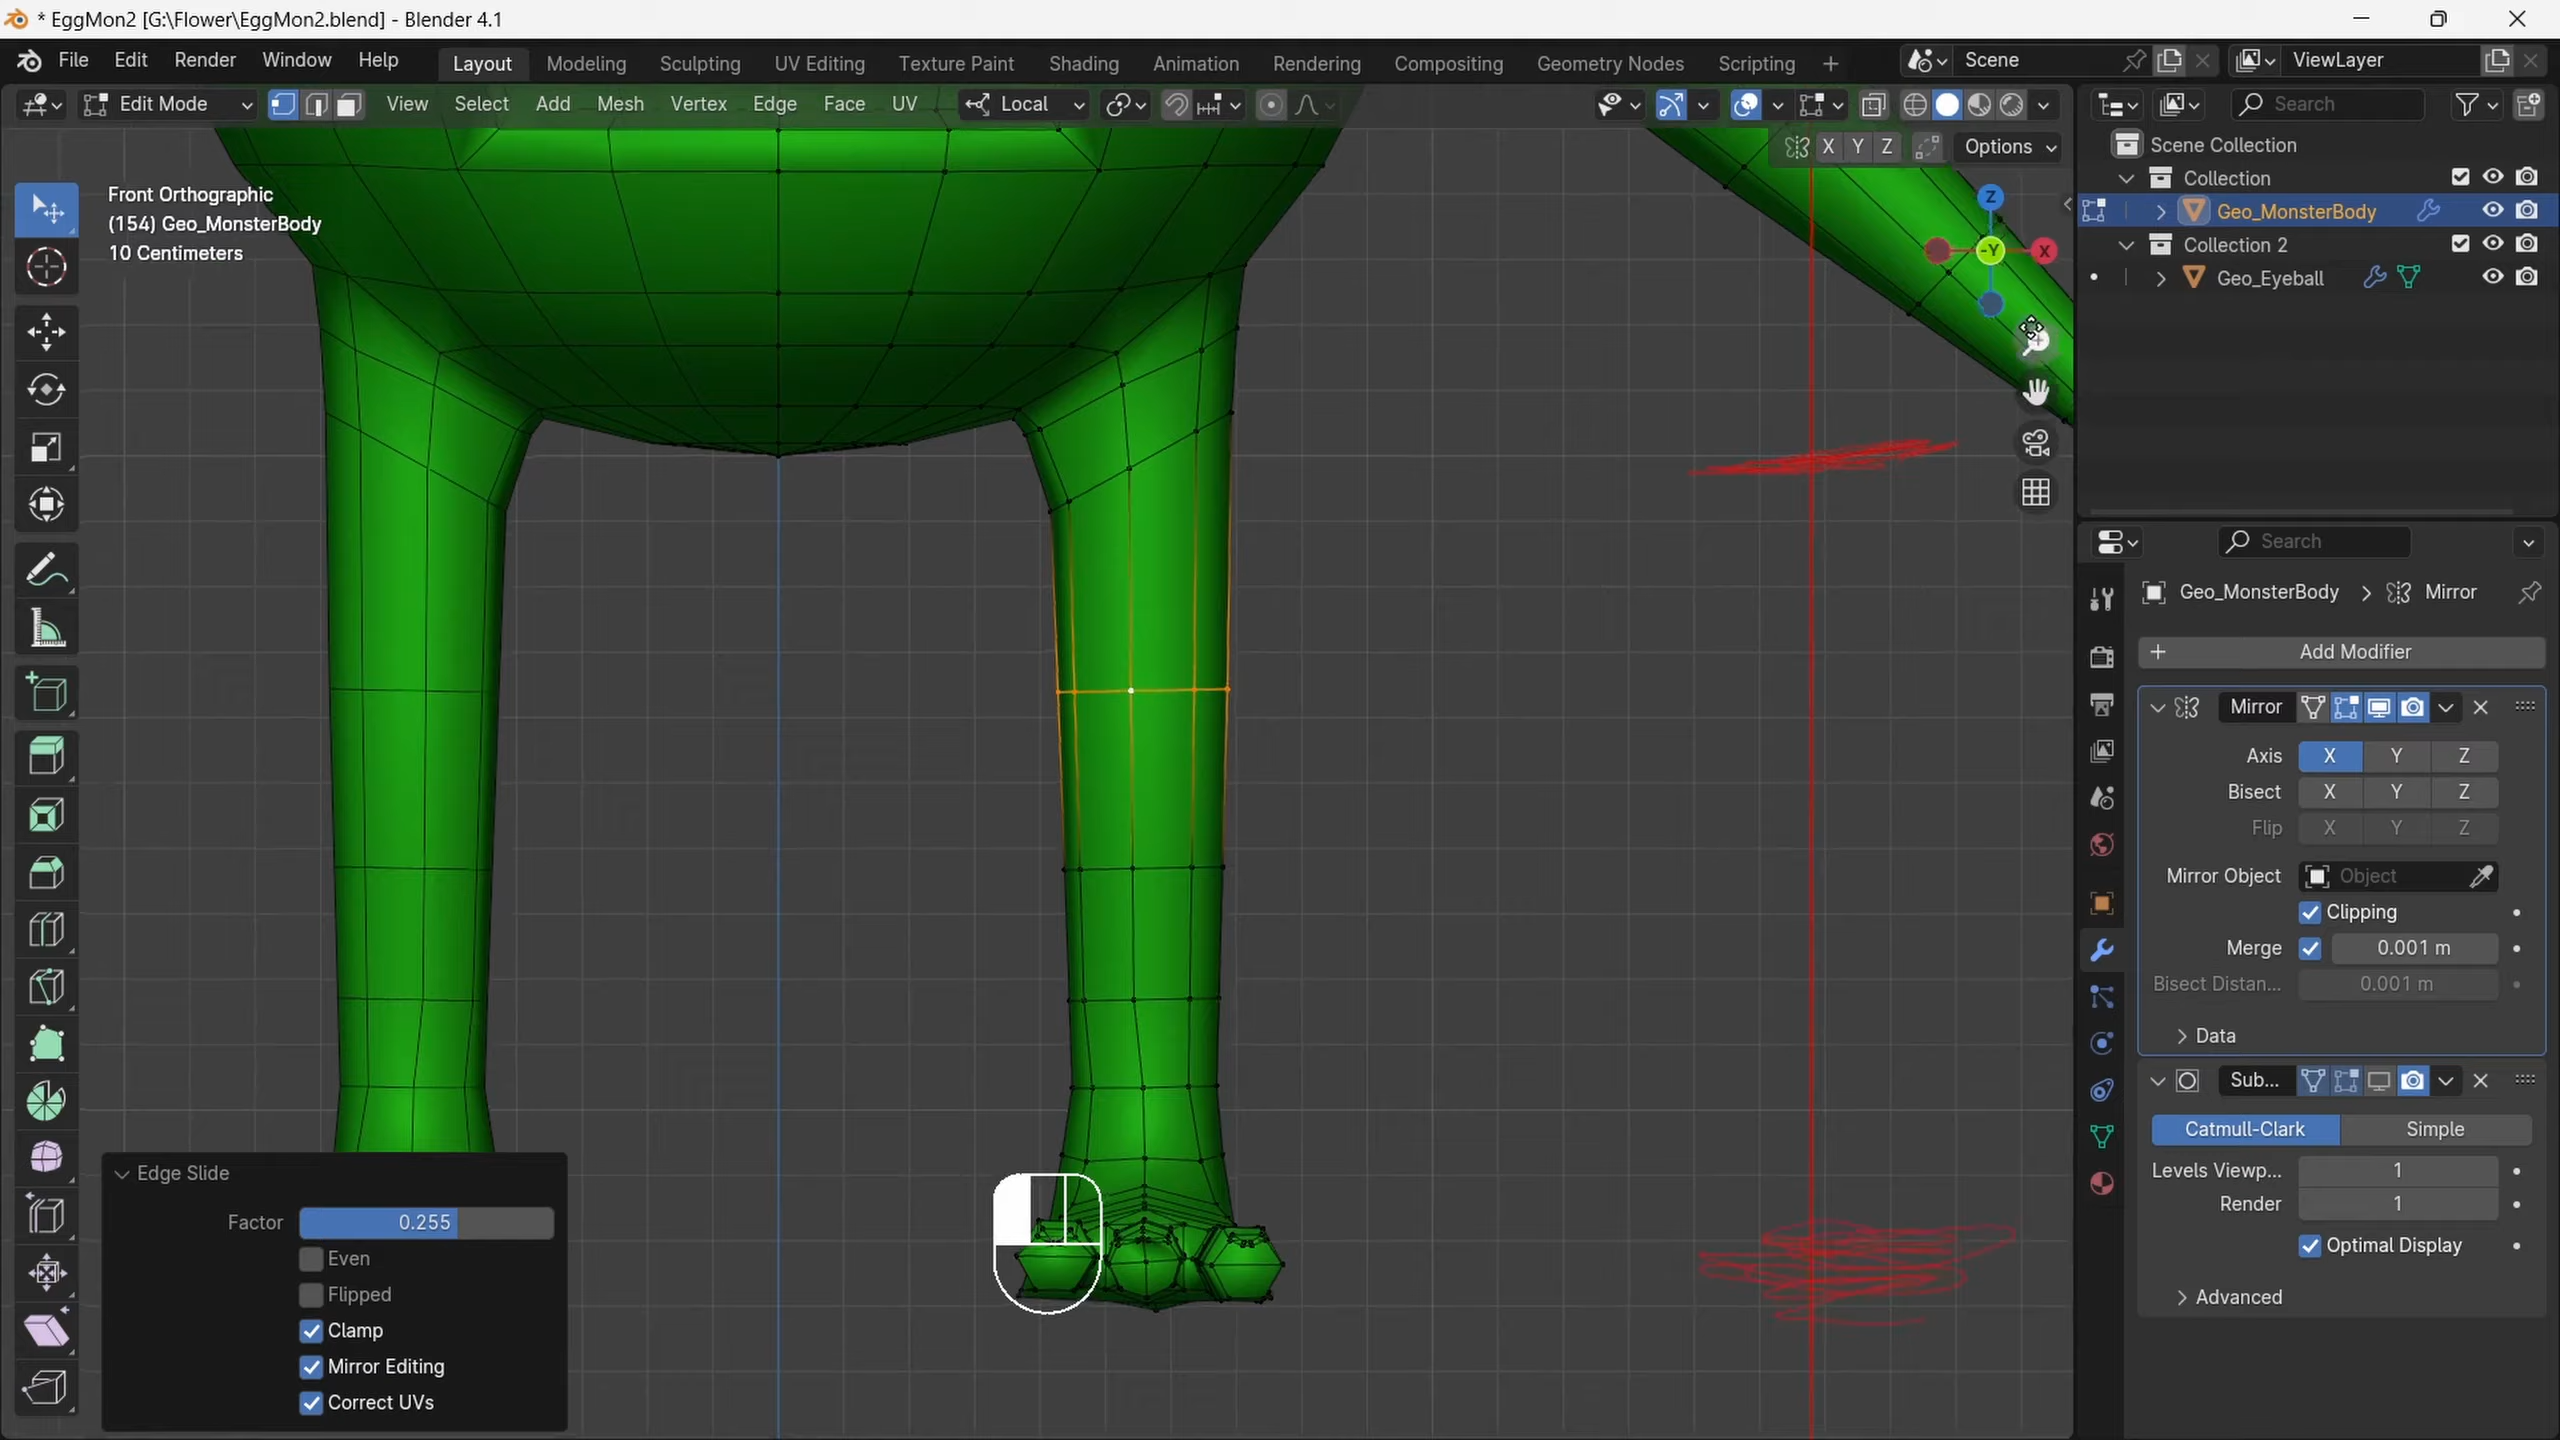 * EggMon2 [G:\Flower\EggMon2.blend] - Blender 4.1
File Edit Render Window Help Layout Modeling Sculpting UV Editing Texture Paint Shading Animation Rendering Compositing Geometry Nodes Scripting + Scene ViewLayer
Edit Mode View Select Add Mesh Vertex Edge Face UV Local Search
X Y Z Options
Scene Collection
Collection
Front Orthographic
(154) Geo_MonsterBody
10 Centimeters
Z
-Y
X
Geo_MonsterBody
Collection 2
Geo_Eyeball
Search
Geo_MonsterBody > Mirror
+ Add Modifier
Mirror
Axis X Y Z
Bisect X Y Z
Flip X Y Z
Mirror Object Object
Clipping
Merge 0.001 m
Bisect Distan... 0.001 m
Data
Sub...
Catmull-Clark Simple
Levels Viewp... 1
Render 1
Optimal Display
Advanced
Edge Slide
Factor 0.255
Even
Flipped
Clamp
Mirror Editing
Correct UVs